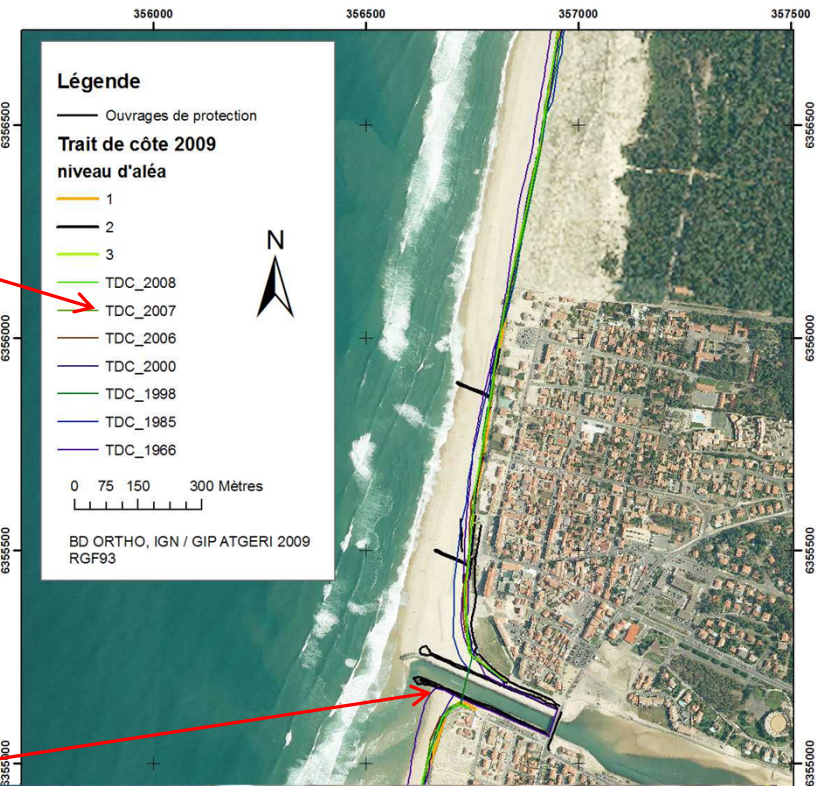 356000 356500 357000 357500
Légende
Ouvrages de protection
Trait de côte 2009
niveau d'aléa
1
2
3
TDC_2008
TDC_2007
TDC_2006
TDC_2000
TDC_1998
TDC_1985
TDC_1966
0 75 150 300 Mètres
BD ORTHO, IGN / GIP ATGERI 2009
RGF93
N
6356500
6356000
6355500
6355000
6356500
6356000
6355500
6355000